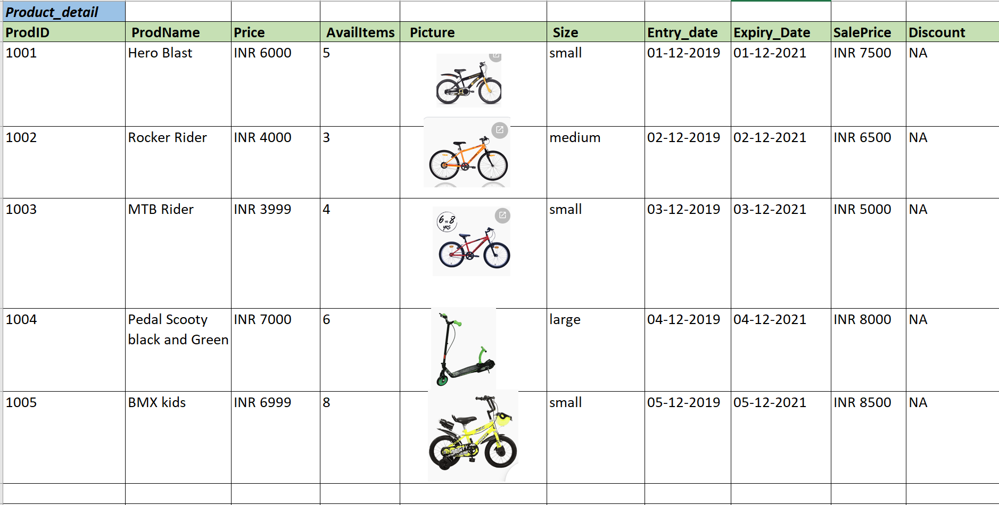 Product_detail
ProdID ProdName Price AvailItems Picture Size Entry_date Expiry_Date SalePrice Discount
1001 Hero Blast INR 6000 5 small 01-12-2019 01-12-2021 INR 7500 NA
1002 Rocker Rider INR 4000 3 medium 02-12-2019 02-12-2021 INR 6500 NA
1003 MTB Rider INR 3999 4 small 03-12-2019 03-12-2021 INR 5000 NA
6 TO 8
YRS
1004 Pedal Scooty INR 7000 6 large 04-12-2019 04-12-2021 INR 8000 NA
black and Green
1005 BMX kids INR 6999 8 small 05-12-2019 05-12-2021 INR 8500 NA